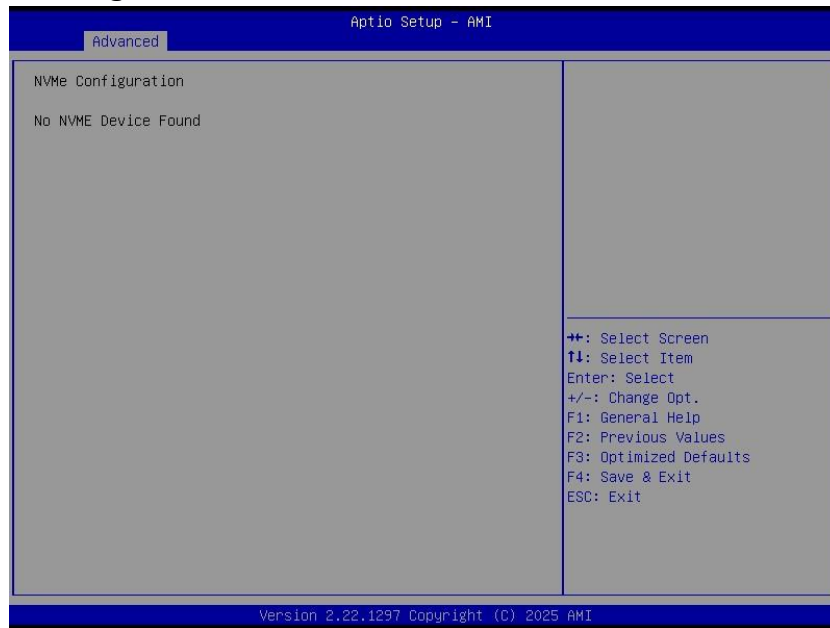 Aptio Setup – AMI
Advanced
NVMe Configuration
No NVME Device Found
→←: Select Screen
↑↓: Select Item
Enter: Select
+/-: Change Opt.
F1: General Help
F2: Previous Values
F3: Optimized Defaults
F4: Save & Exit
ESC: Exit
Version 2.22.1297 Copyright (C) 2025 AMI